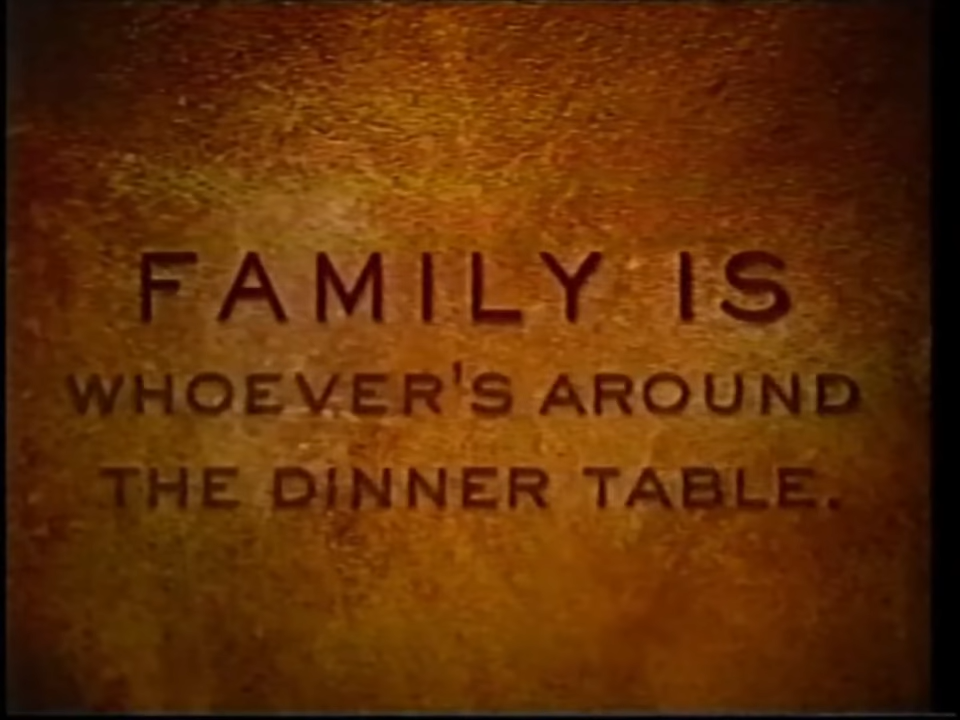 FAMILY IS
WHOEVER'S AROUND
THE DINNER TABLE.